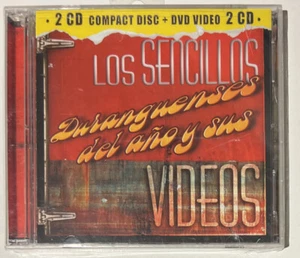 • 2 CD COMPACT DISC + DVD VIDEO 2 CD •
LOS SENCILLOS
Duranguenses
del año y sus
VIDEOS